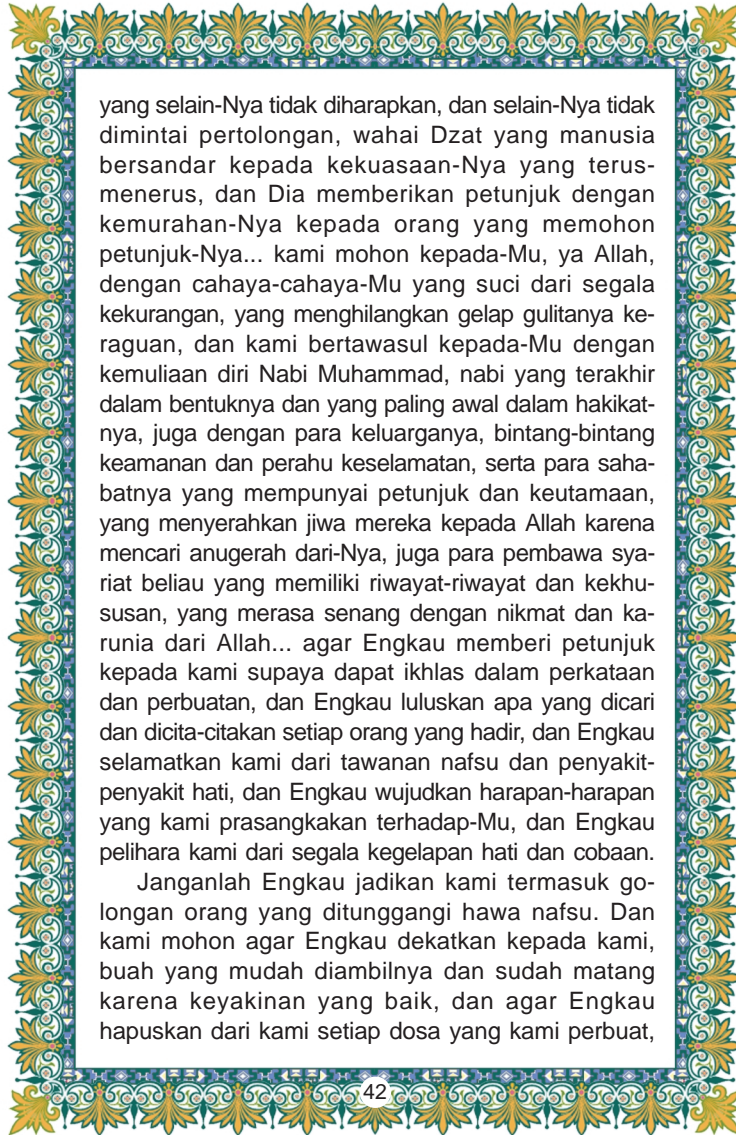 yang selain-Nya tidak diharapkan, dan selain-Nya tidak
dimintai pertolongan, wahai Dzat yang manusia
bersandar kepada kekuasaan-Nya yang terus-
menerus, dan Dia memberikan petunjuk dengan
kemurahan-Nya kepada orang yang memohon
petunjuk-Nya... kami mohon kepada-Mu, ya Allah,
dengan cahaya-cahaya-Mu yang suci dari segala
kekurangan, yang menghilangkan gelap gulitanya ke-
raguan, dan kami bertawasul kepada-Mu dengan
kemuliaan diri Nabi Muhammad, nabi yang terakhir
dalam bentuknya dan yang paling awal dalam hakikat-
nya, juga dengan para keluarganya, bintang-bintang
keamanan dan perahu keselamatan, serta para saha-
batnya yang mempunyai petunjuk dan keutamaan,
yang menyerahkan jiwa mereka kepada Allah karena
mencari anugerah dari-Nya, juga para pembawa sya-
riat beliau yang memiliki riwayat-riwayat dan kekhu-
susan, yang merasa senang dengan nikmat dan ka-
runia dari Allah... agar Engkau memberi petunjuk
kepada kami supaya dapat ikhlas dalam perkataan
dan perbuatan, dan Engkau luluskan apa yang dicari
dan dicita-citakan setiap orang yang hadir, dan Engkau
selamatkan kami dari tawanan nafsu dan penyakit-
penyakit hati, dan Engkau wujudkan harapan-harapan
yang kami prasangkakan terhadap-Mu, dan Engkau
pelihara kami dari segala kegelapan hati dan cobaan.
Janganlah Engkau jadikan kami termasuk go-
longan orang yang ditunggangi hawa nafsu. Dan
kami mohon agar Engkau dekatkan kepada kami,
buah yang mudah diambilnya dan sudah matang
karena keyakinan yang baik, dan agar Engkau
hapuskan dari kami setiap dosa yang kami perbuat,
42